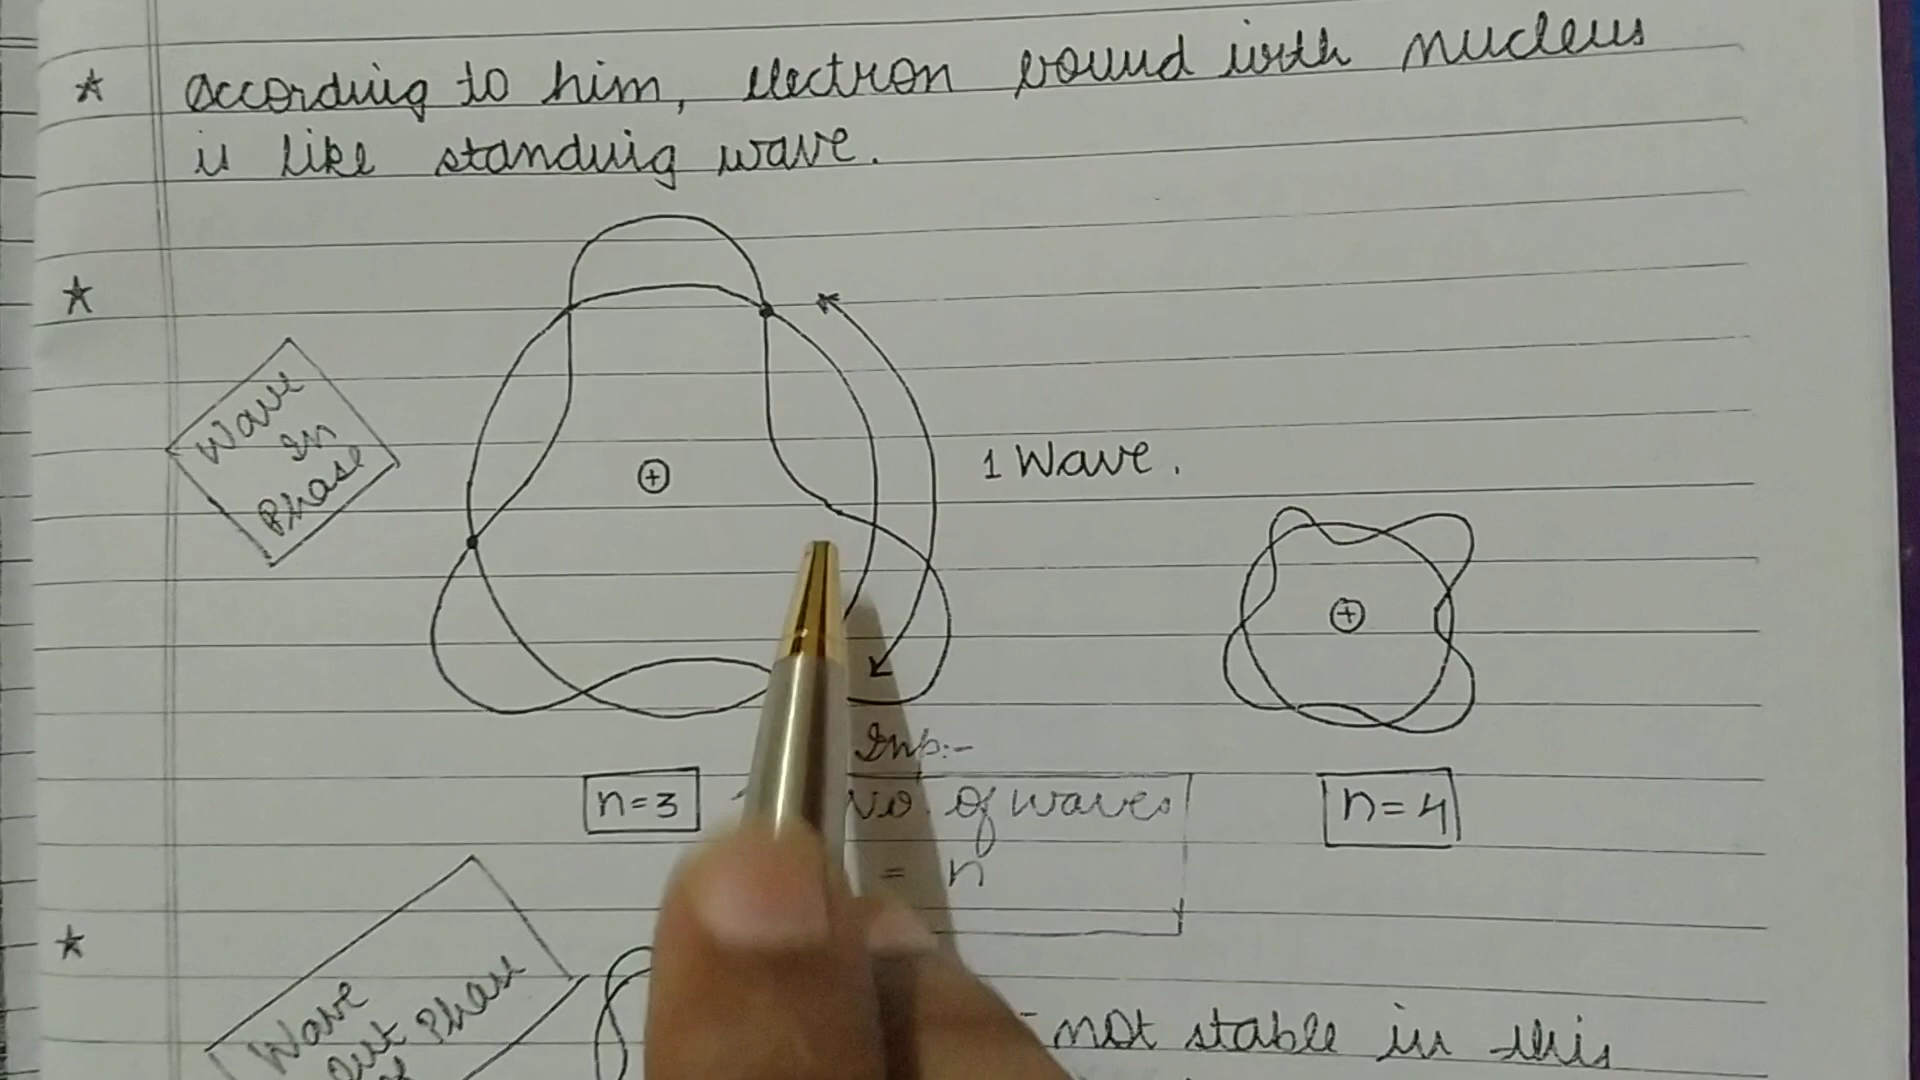 According to him, electron bound with nucleus
is like standing wave.
Wave
In
Phase
1 Wave.
Imp:-
n=3
No. of waves
= n
n=4
Wave
out Phase
of
- not stable in this